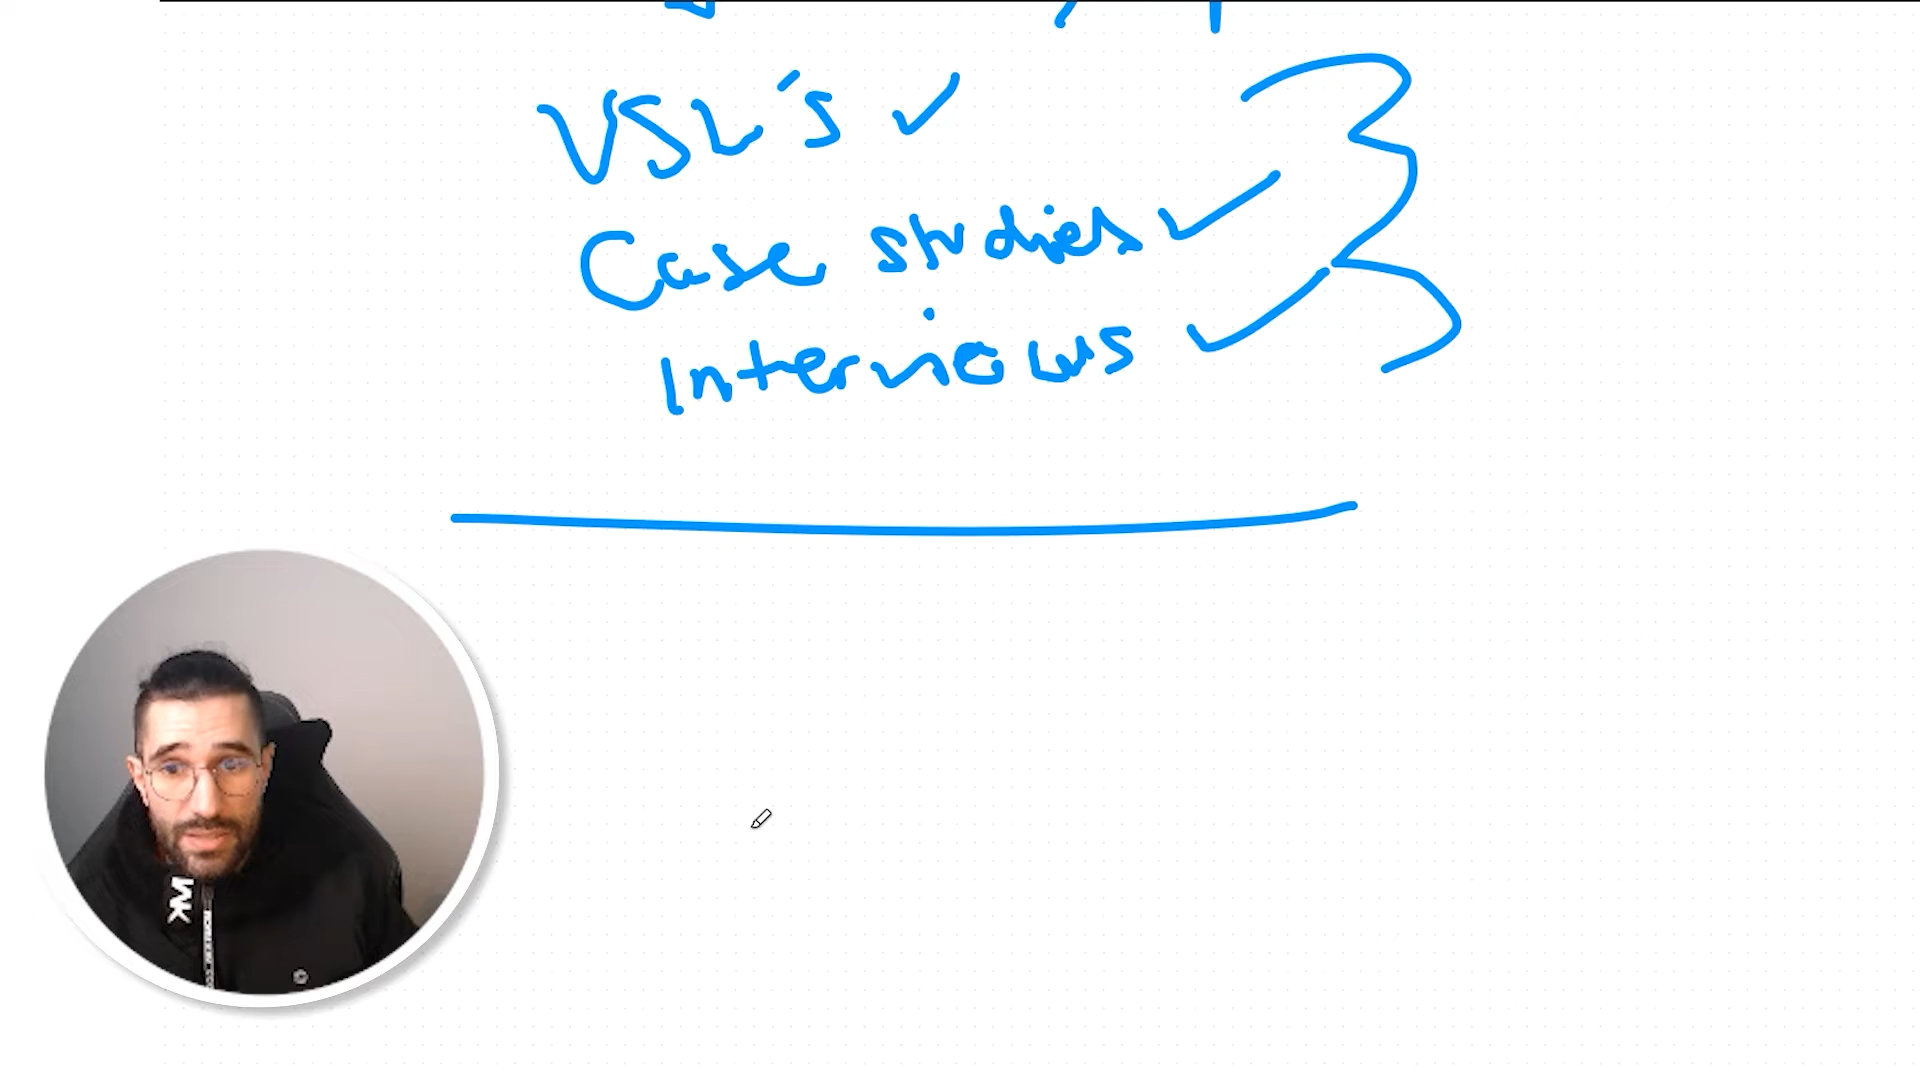 VSL's ✓
Case studies ✓
Interviews ✓